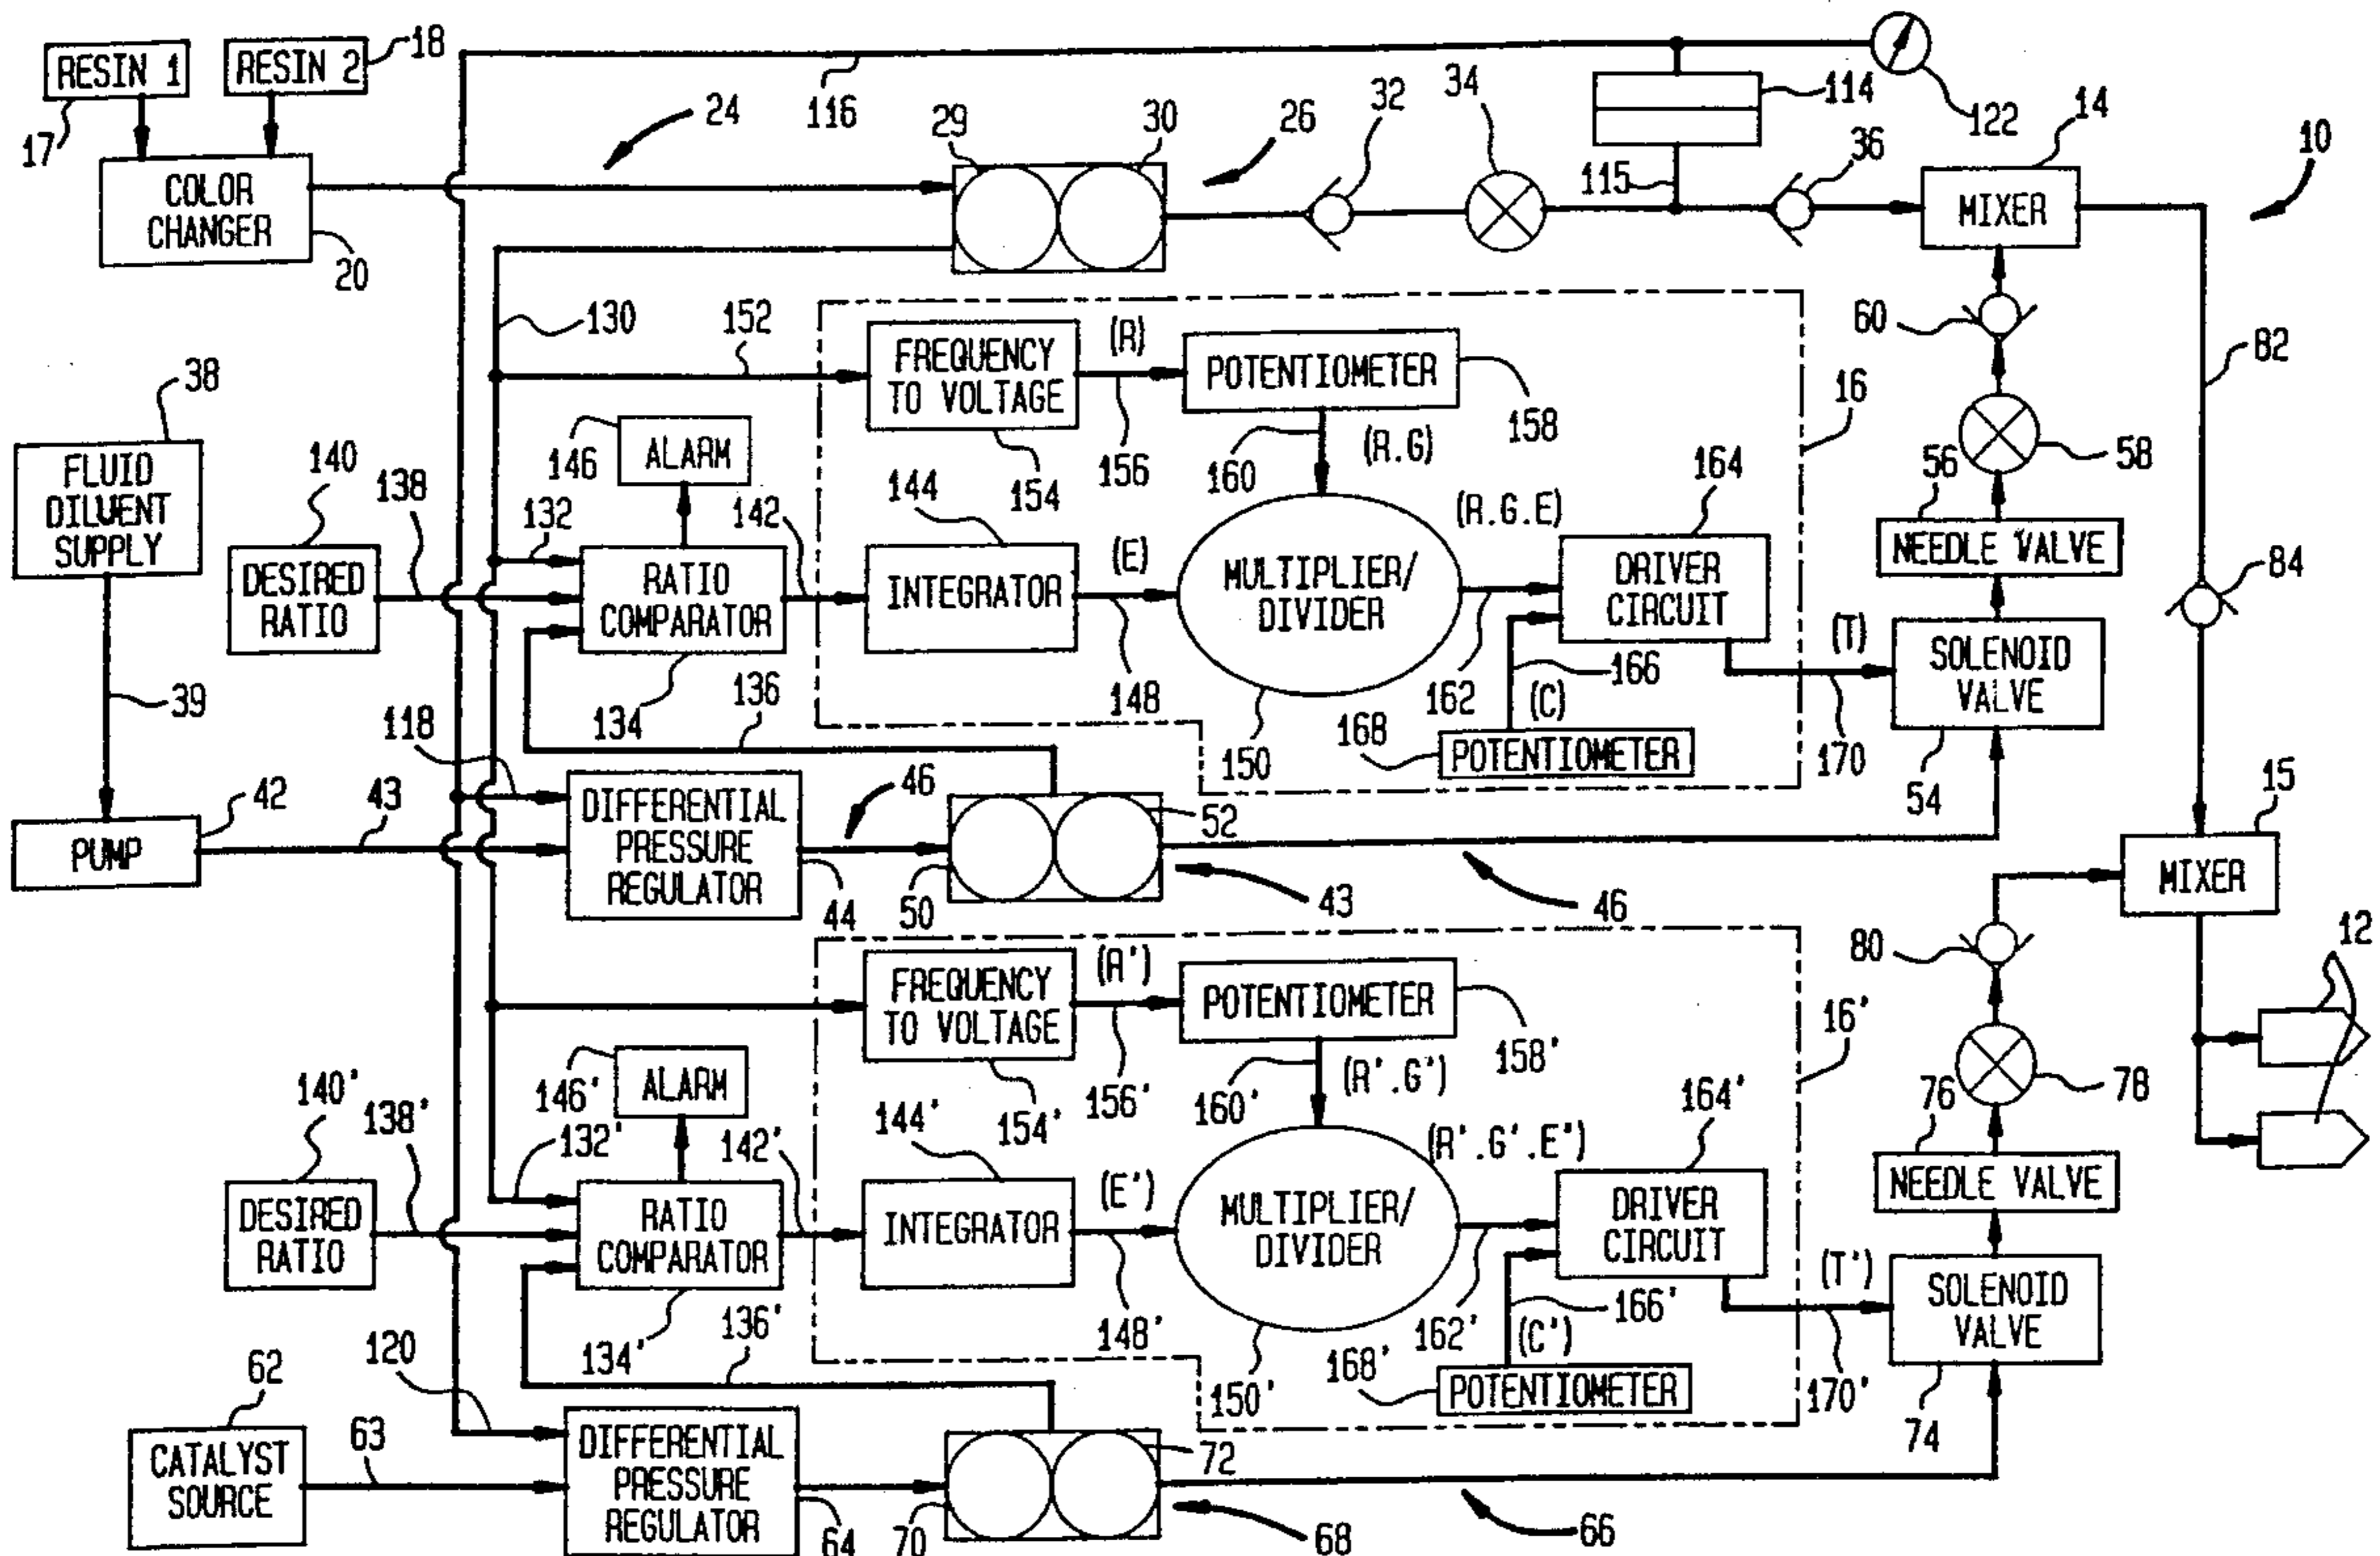 RESIN 1
RESIN 2
18
17
COLOR
CHANGER
20
24
116
29
30
26
32
34
114
122
115
36
14
MIXER
10
130
152
FREQUENCY
TO VOLTAGE
154
(R)
156
POTENTIOMETER
158
160
(R.G)
16
60
82
58
56
NEEDLE VALVE
38
FLUID
DILUENT
SUPPLY
39
140
DESIRED
RATIO
138
146
ALARM
132
RATIO
COMPARATOR
134
142
144
INTEGRATOR
(E)
148
MULTIPLIER/
DIVIDER
150
(R.G.E)
162
164
DRIVER
CIRCUIT
166
(C)
168
POTENTIOMETER
(T)
170
SOLENOID
VALVE
54
84
136
118
42
PUMP
43
DIFFERENTIAL
PRESSURE
REGULATOR
44
46
50
52
43
46
15
MIXER
12
80
78
76
NEEDLE VALVE
FREQUENCY
TO VOLTAGE
154'
(R')
156'
POTENTIOMETER
158'
160'
(R'.G')
16'
140'
DESIRED
RATIO
138'
146'
ALARM
132'
RATIO
COMPARATOR
134'
142'
144'
INTEGRATOR
(E')
148'
MULTIPLIER/
DIVIDER
150'
(R'.G'.E')
162'
164'
DRIVER
CIRCUIT
166'
(C')
168'
POTENTIOMETER
(T')
170'
SOLENOID
VALVE
74
136'
120
62
CATALYST
SOURCE
63
DIFFERENTIAL
PRESSURE
REGULATOR
64
70
72
68
66